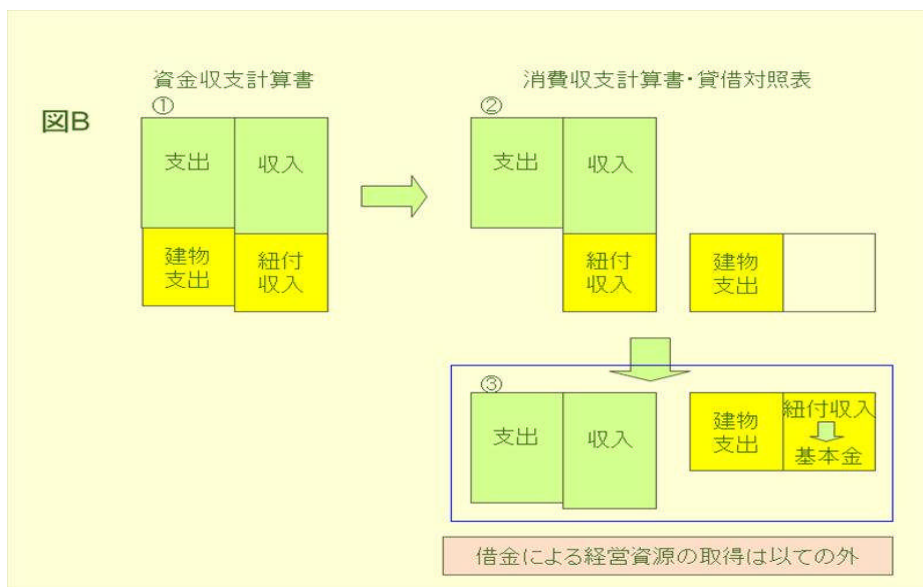 資金収支計算書
消費収支計算書・貸借対照表
図B
①
支出
収入
建物
支出
紐付
収入
②
支出
収入
紐付
収入
建物
支出
③
支出
収入
建物
支出
紐付収入
基本金
借金による経営資源の取得は以ての外